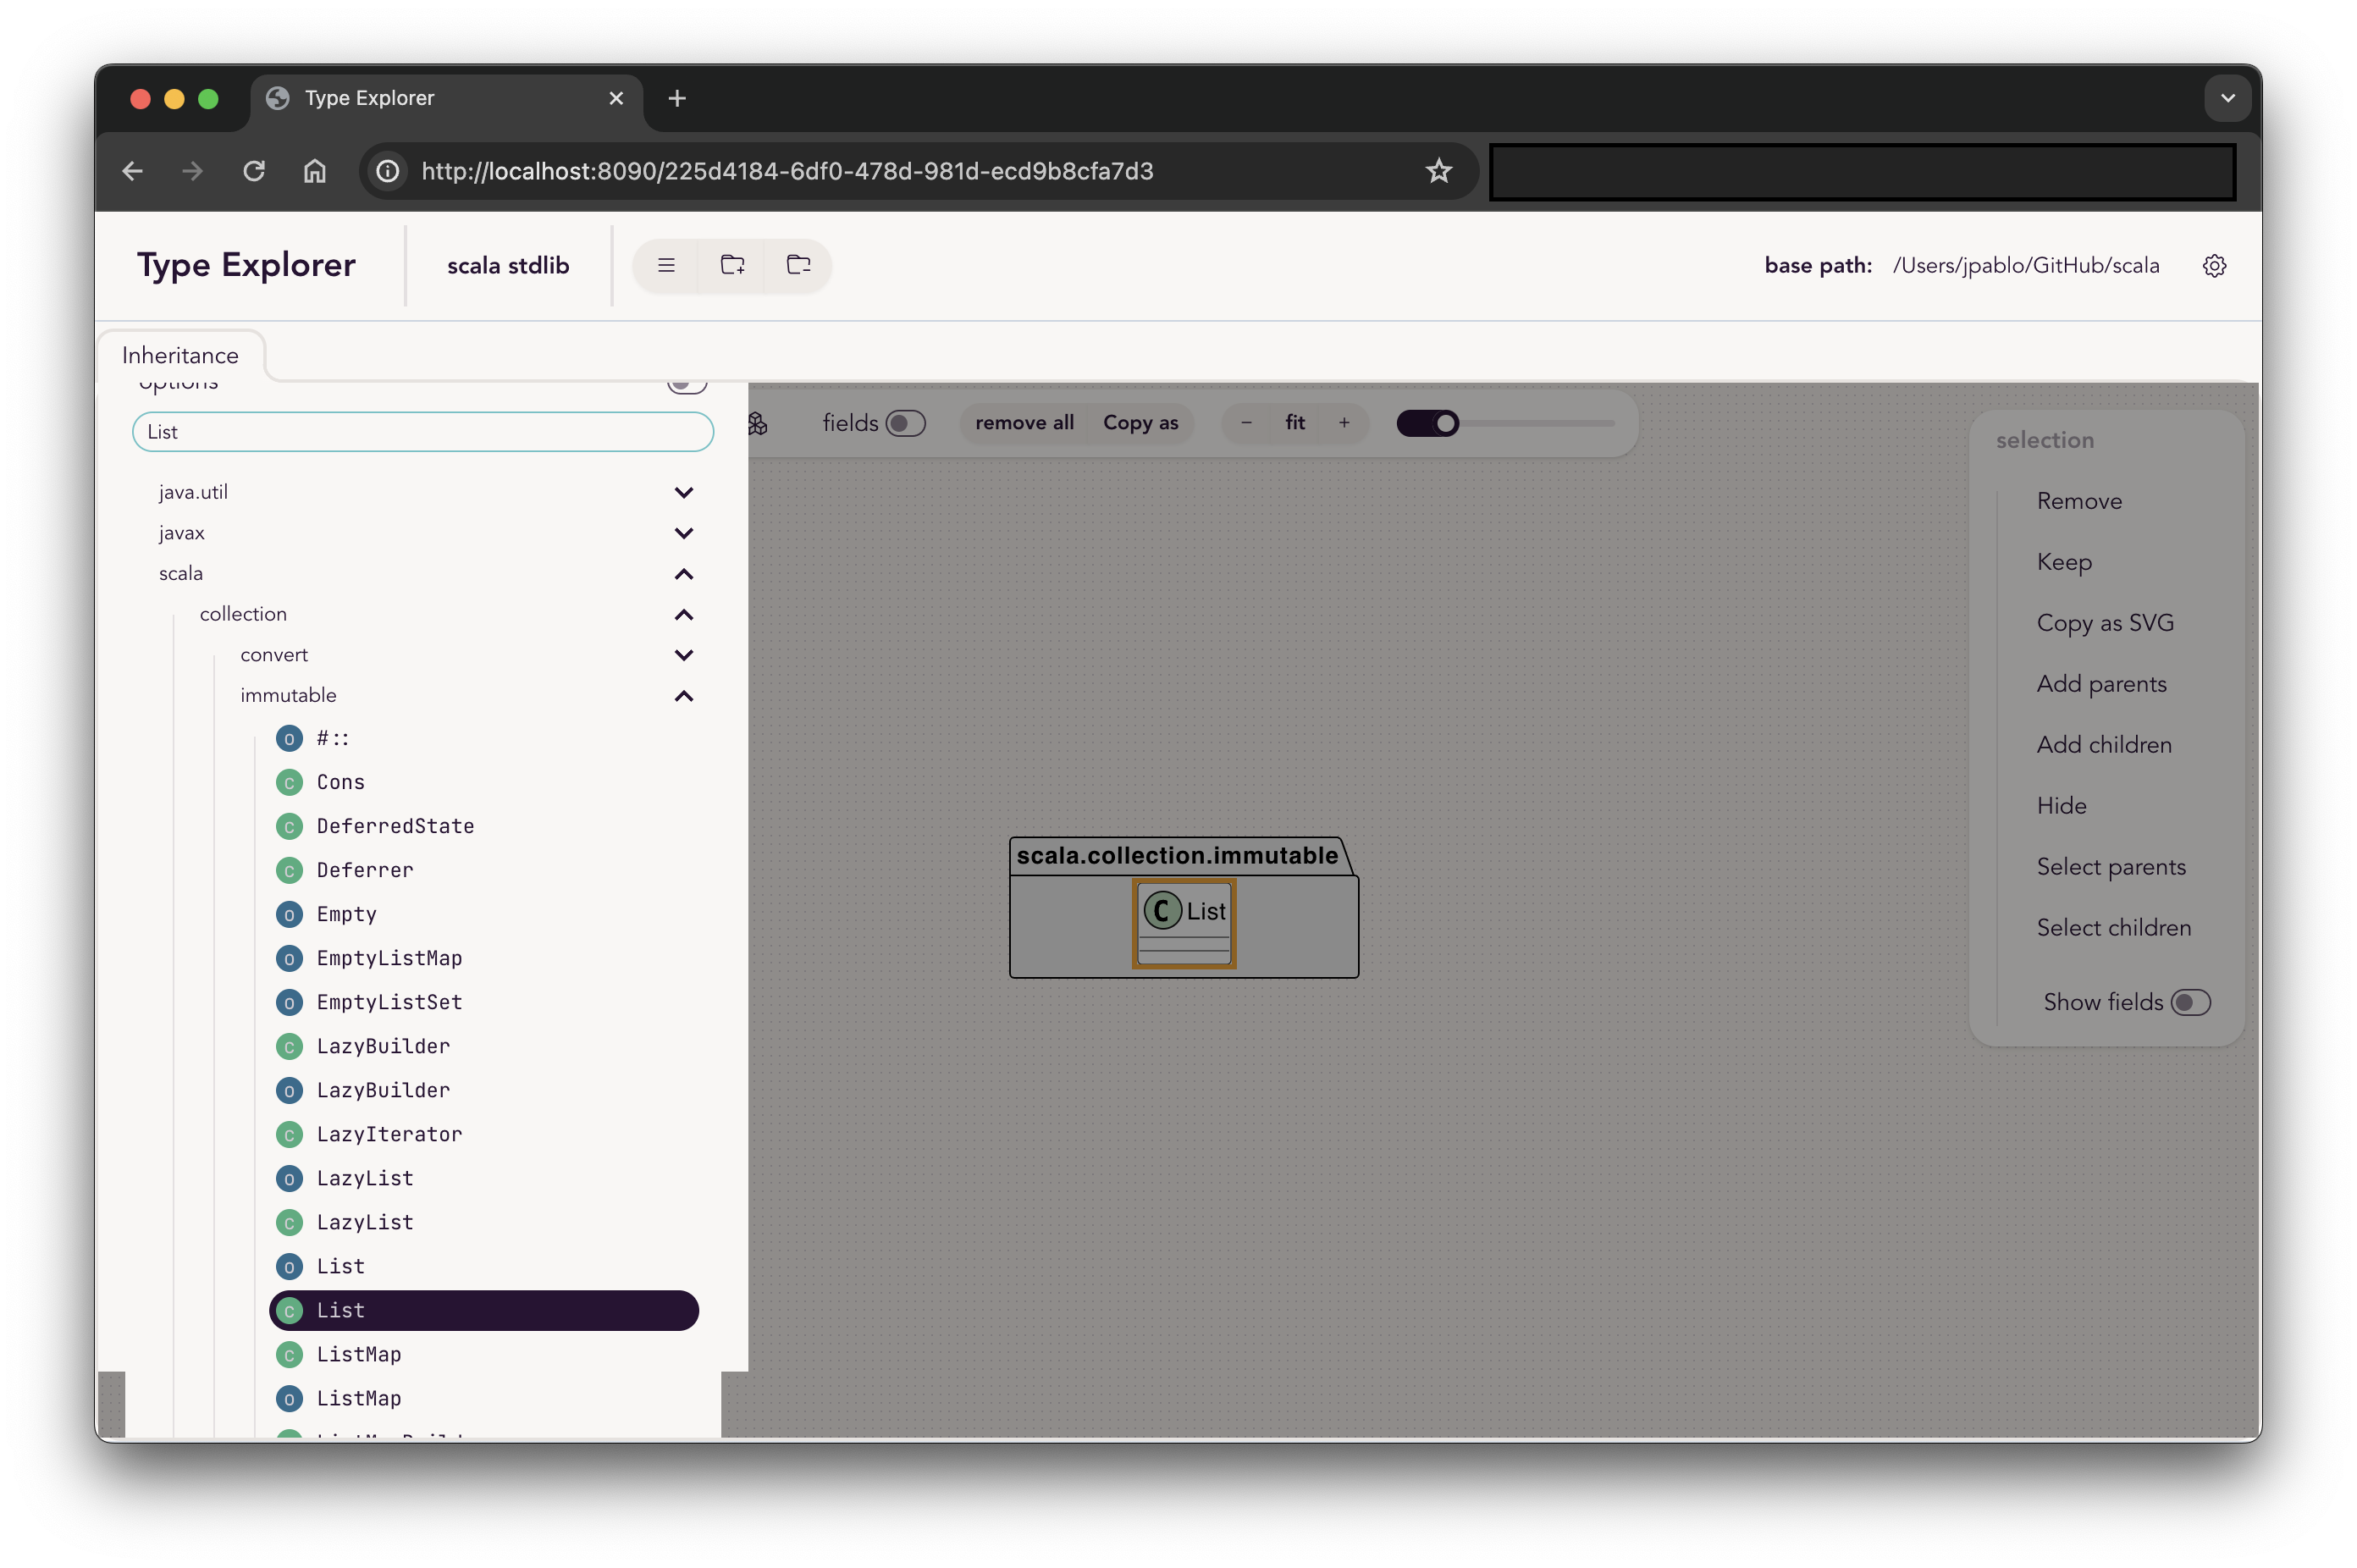 Type Explorer
http://localhost:8090/225d4184-6df0-478d-981d-ecd9b8cfa7d3
Type Explorer
scala stdlib
base path: /Users/jpablo/GitHub/scala
Inheritance
options
List
fields
remove all
Copy as
− fit +
java.util
javax
scala
collection
convert
immutable
o #::
c Cons
c DeferredState
c Deferrer
o Empty
o EmptyListMap
o EmptyListSet
c LazyBuilder
o LazyBuilder
c LazyIterator
o LazyList
c LazyList
o List
c List
c ListMap
o ListMap
scala.collection.immutable
C List
selection
Remove
Keep
Copy as SVG
Add parents
Add children
Hide
Select parents
Select children
Show fields